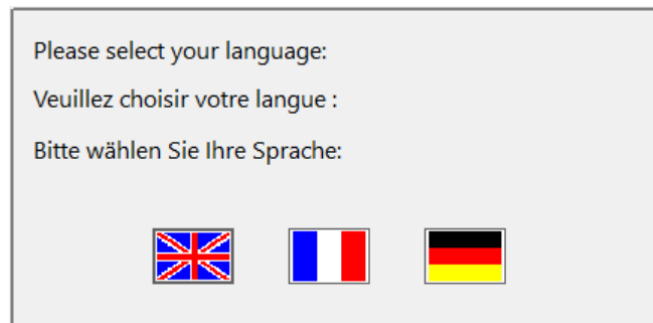 Please select your language:
Veuillez choisir votre langue :
Bitte wählen Sie Ihre Sprache: